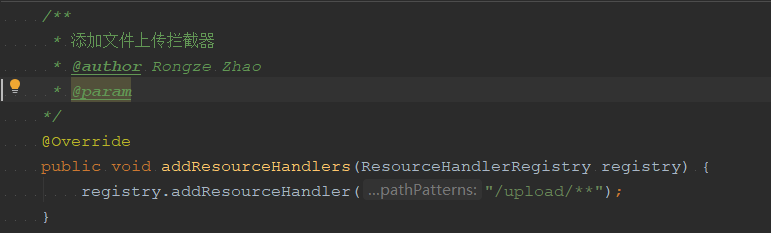 /**
* 添加文件上传拦截器
* @author Rongze Zhao
* @param
*/
@Override
public void addResourceHandlers(ResourceHandlerRegistry registry) {
registry.addResourceHandler( ...pathPatterns: "/upload/**");
}